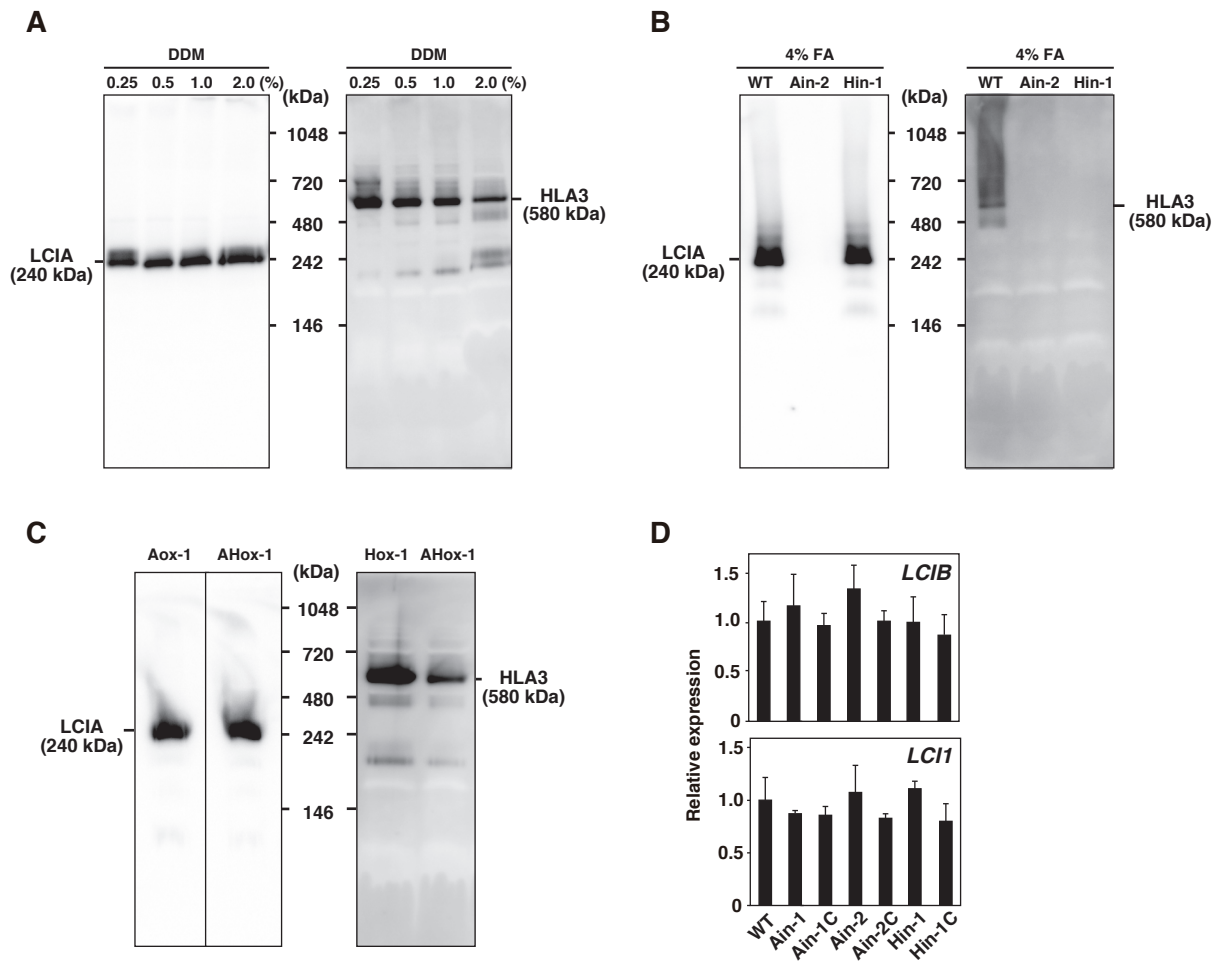 A
DDM
0.25 0.5 1.0 2.0 (%)
(kDa)
1048
720
480
242
146
LCIA
(240 kDa)
DDM
0.25 0.5 1.0 2.0 (%)
HLA3
(580 kDa)
B
4% FA
WT Ain-2 Hin-1
(kDa)
1048
720
480
242
146
LCIA
(240 kDa)
4% FA
WT Ain-2 Hin-1
HLA3
(580 kDa)
C
Aox-1 AHox-1
(kDa)
1048
720
480
242
146
LCIA
(240 kDa)
Hox-1 AHox-1
HLA3
(580 kDa)
D
Relative expression
LCIB
1.5
1.0
0.5
0
LCI1
1.5
1.0
0.5
0
WT Ain-1 Ain-1C Ain-2 Ain-2C Hin-1 Hin-1C